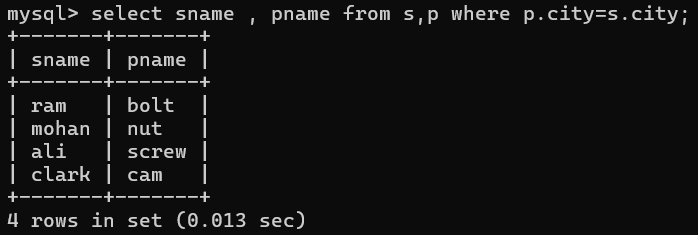 mysql> select sname , pname from s,p where p.city=s.city;
+-------+-------+
| sname | pname |
+-------+-------+
| ram   | bolt  |
| mohan | nut   |
| ali   | screw |
| clark | cam   |
+-------+-------+
4 rows in set (0.013 sec)